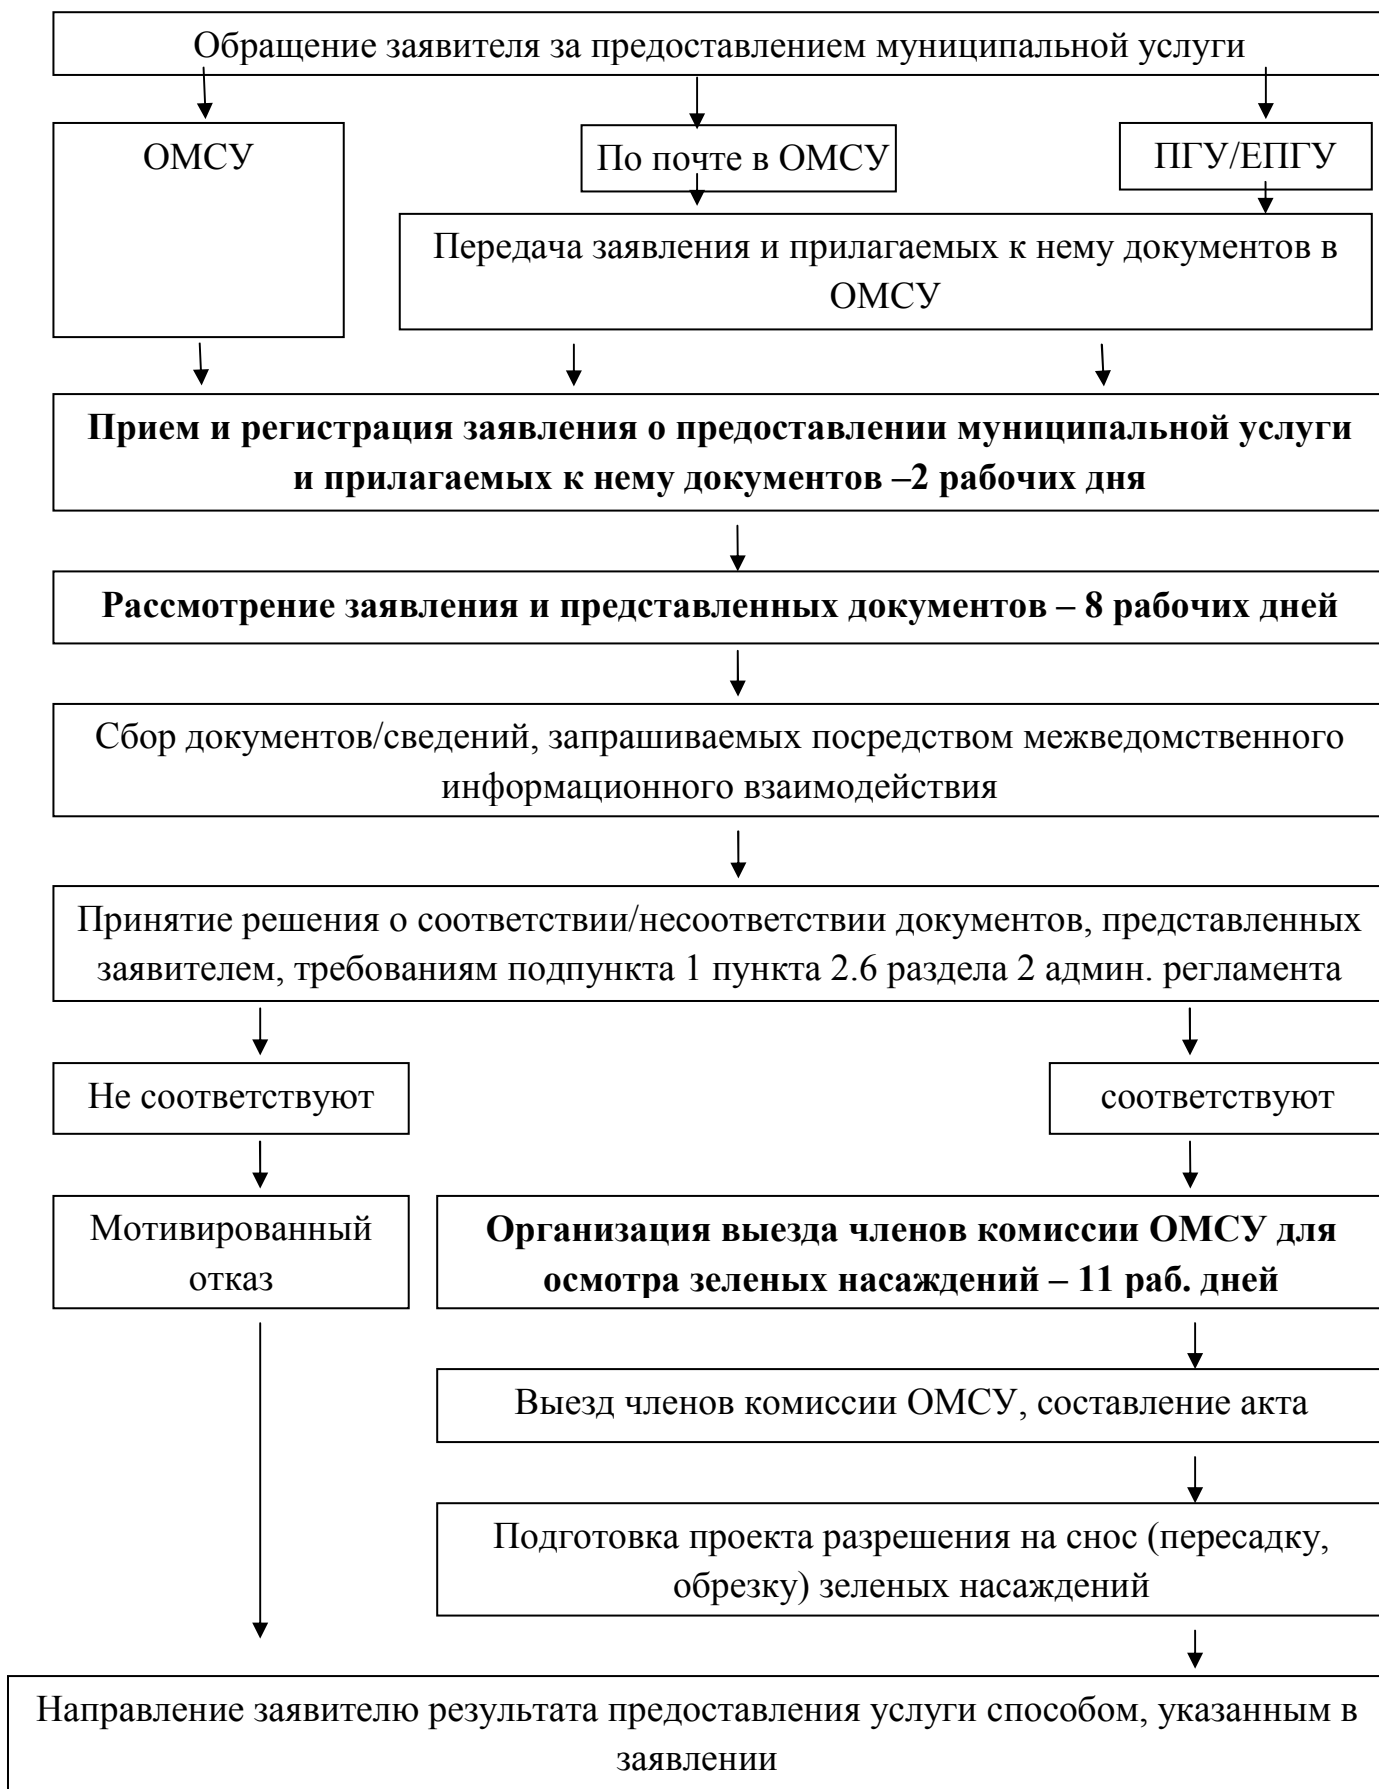 Обращение заявителя за предоставлением муниципальной услуги
ОМСУ
По почте в ОМСУ
ПГУ/ЕПГУ
Передача заявления и прилагаемых к нему документов в
ОМСУ
Прием и регистрация заявления о предоставлении муниципальной услуги
и прилагаемых к нему документов –2 рабочих дня
Рассмотрение заявления и представленных документов – 8 рабочих дней
Сбор документов/сведений, запрашиваемых посредством межведомственного
информационного взаимодействия
Принятие решения о соответствии/несоответствии документов, представленных
заявителем, требованиям подпункта 1 пункта 2.6 раздела 2 админ. регламента
Не соответствуют
соответствуют
Мотивированный
отказ
Организация выезда членов комиссии ОМСУ для
осмотра зеленых насаждений – 11 раб. дней
Выезд членов комиссии ОМСУ, составление акта
Подготовка проекта разрешения на снос (пересадку,
обрезку) зеленых насаждений
Направление заявителю результата предоставления услуги способом, указанным в
заявлении